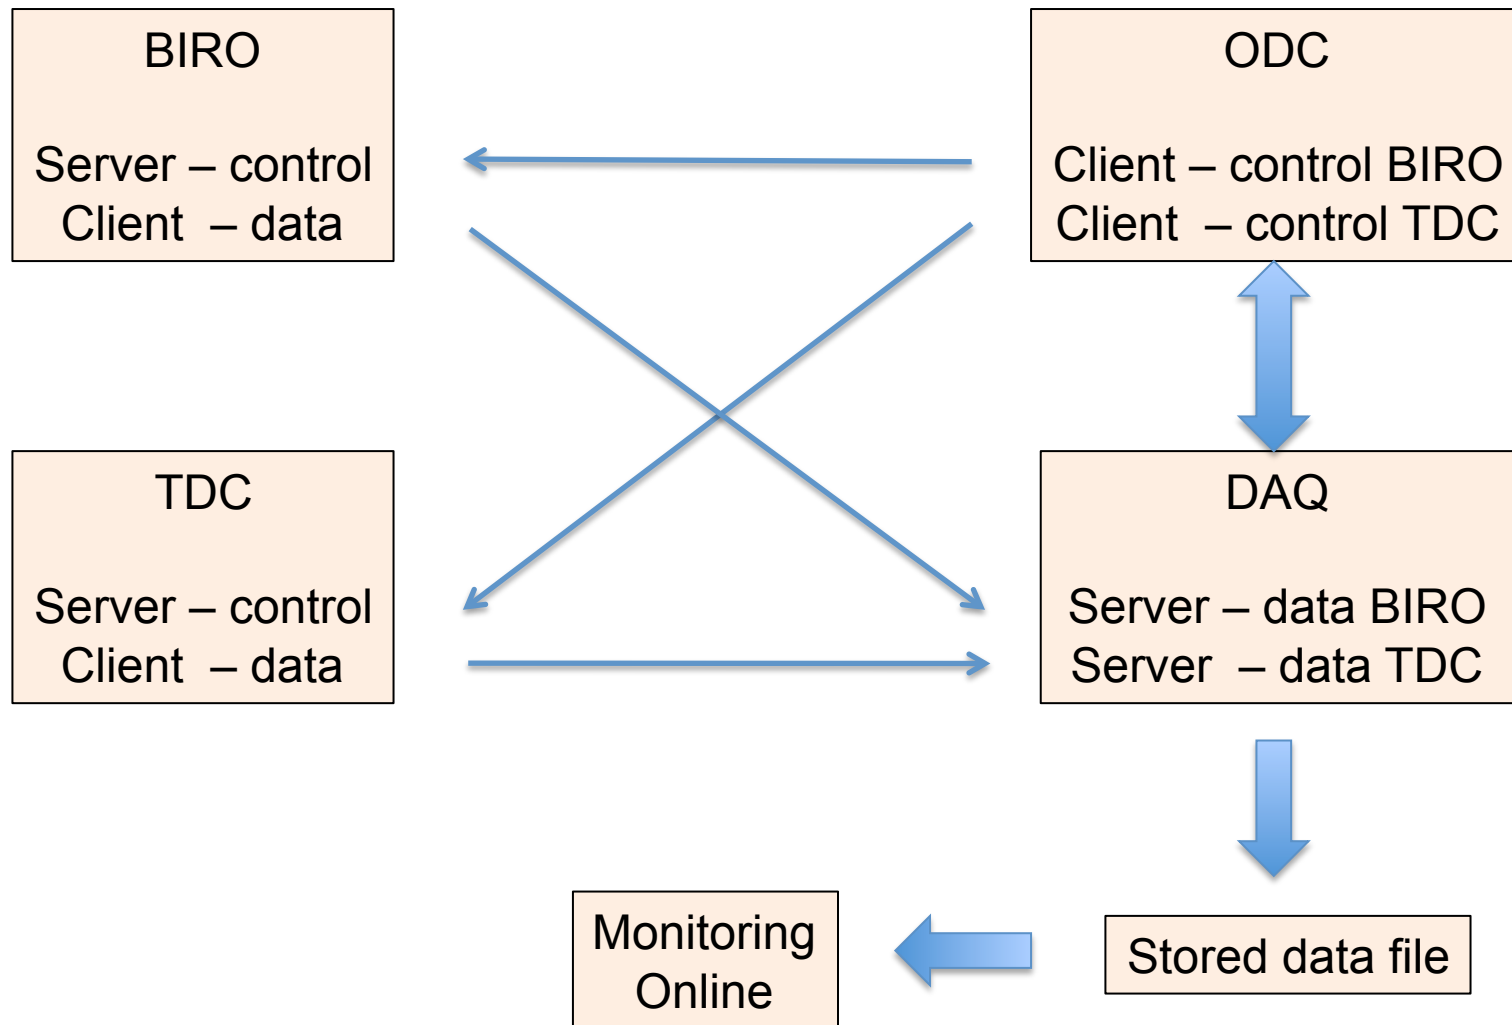 BIRO
Server – control
Client – data
ODC
Client – control BIRO
Client – control TDC
TDC
Server – control
Client – data
DAQ
Server – data BIRO
Server – data TDC
Monitoring
Online
Stored data file